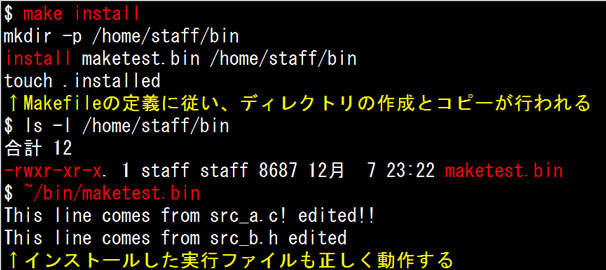 $ make install
mkdir -p /home/staff/bin
install maketest.bin /home/staff/bin
touch .installed
↑Makefileの定義に従い、ディレクトリの作成とコピーが行われる
$ ls -l /home/staff/bin
合計 12
-rwxr-xr-x. 1 staff staff 8687 12月  7 23:22 maketest.bin
$ ~/bin/maketest.bin
This line comes from src_a.c! edited!!
This line comes from src_b.h edited
↑インストールした実行ファイルも正しく動作する